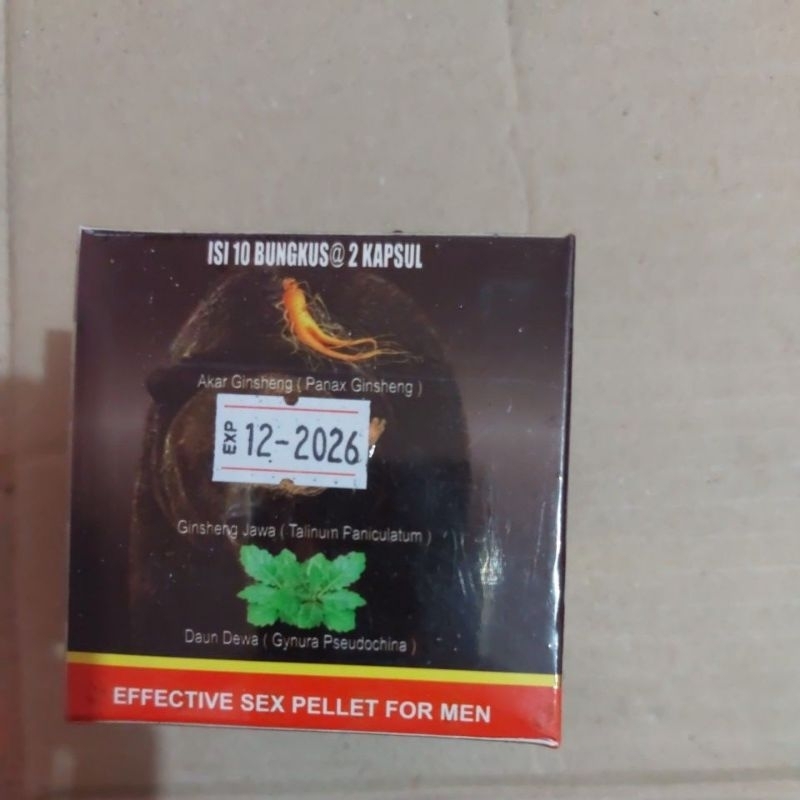 ISI 10 BUNGKUS@ 2 KAPSUL
Akar Ginsheng ( Panax Ginsheng )
EXP 12-2026
Ginsheng Jawa ( Talinum Paniculatum )
Daun Dewa ( Gynura Pseudochina )
EFFECTIVE SEX PELLET FOR MEN